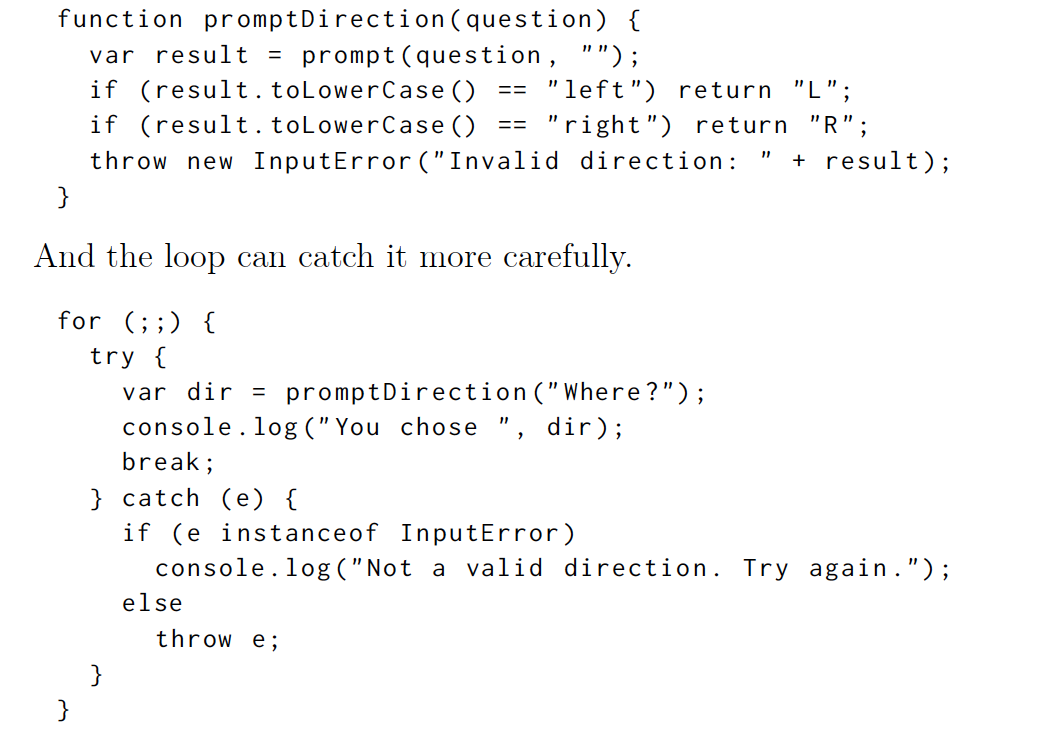 function promptDirection(question) {
  var result = prompt(question, "");
  if (result.toLowerCase() == "left") return "L";
  if (result.toLowerCase() == "right") return "R";
  throw new InputError("Invalid direction: " + result);
}
And the loop can catch it more carefully.
for (;;) {
  try {
    var dir = promptDirection("Where?");
    console.log("You chose ", dir);
    break;
  } catch (e) {
    if (e instanceof InputError)
      console.log("Not a valid direction. Try again.");
    else
      throw e;
  }
}